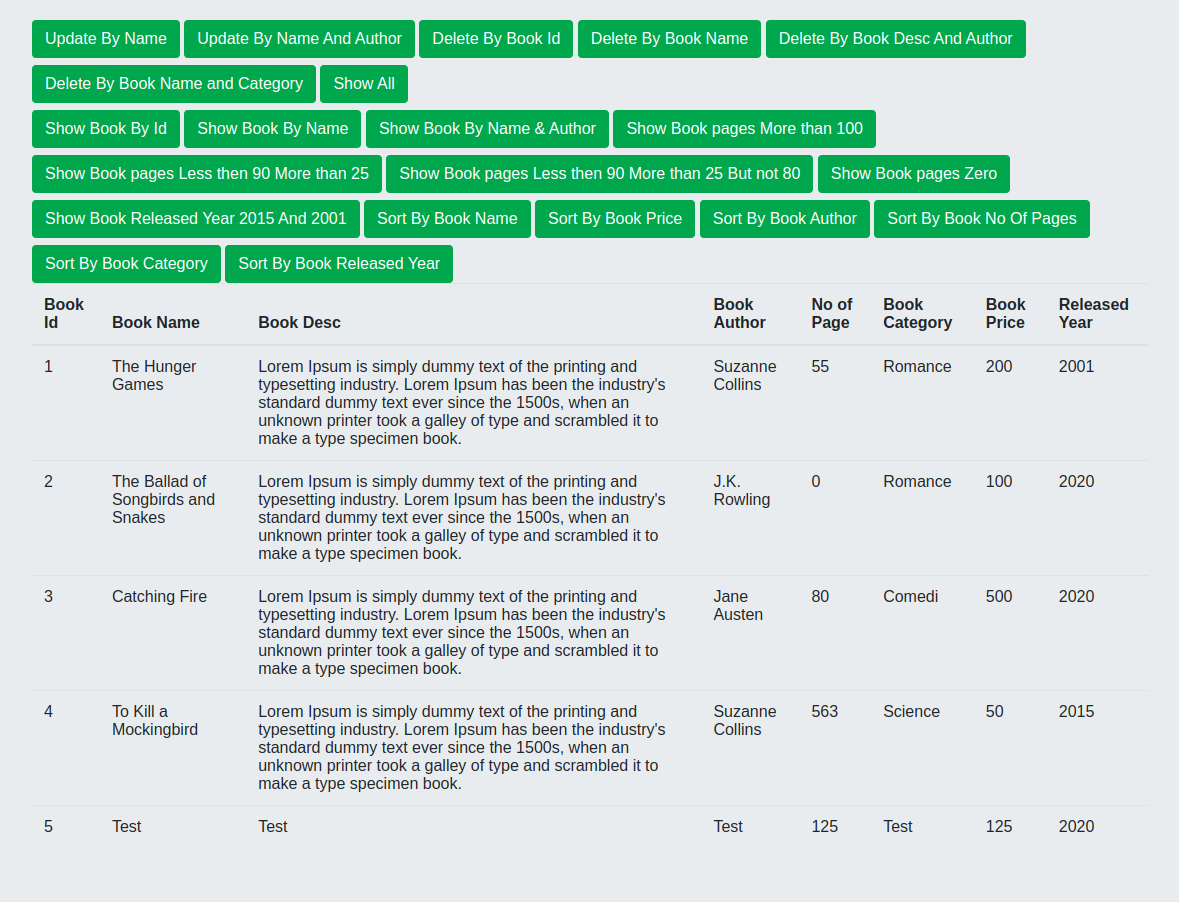 Update By Name Update By Name And Author Delete By Book Id Delete By Book Name Delete By Book Desc And Author
Delete By Book Name and Category Show All
Show Book By Id Show Book By Name Show Book By Name & Author Show Book pages More than 100
Show Book pages Less then 90 More than 25 Show Book pages Less then 90 More than 25 But not 80 Show Book pages Zero
Show Book Released Year 2015 And 2001 Sort By Book Name Sort By Book Price Sort By Book Author Sort By Book No Of Pages
Sort By Book Category Sort By Book Released Year
Book Book No of Book Book Released
Id Book Name Book Desc Author Page Category Price Year
1 The Hunger Lorem Ipsum is simply dummy text of the printing and Suzanne 55 Romance 200 2001
Games typesetting industry. Lorem Ipsum has been the industry's Collins
standard dummy text ever since the 1500s, when an
unknown printer took a galley of type and scrambled it to
make a type specimen book.
2 The Ballad of Lorem Ipsum is simply dummy text of the printing and J.K. 0 Romance 100 2020
Songbirds and typesetting industry. Lorem Ipsum has been the industry's Rowling
Snakes standard dummy text ever since the 1500s, when an
unknown printer took a galley of type and scrambled it to
make a type specimen book.
3 Catching Fire Lorem Ipsum is simply dummy text of the printing and Jane 80 Comedi 500 2020
typesetting industry. Lorem Ipsum has been the industry's Austen
standard dummy text ever since the 1500s, when an
unknown printer took a galley of type and scrambled it to
make a type specimen book.
4 To Kill a Lorem Ipsum is simply dummy text of the printing and Suzanne 563 Science 50 2015
Mockingbird typesetting industry. Lorem Ipsum has been the industry's Collins
standard dummy text ever since the 1500s, when an
unknown printer took a galley of type and scrambled it to
make a type specimen book.
5 Test Test Test 125 Test 125 2020